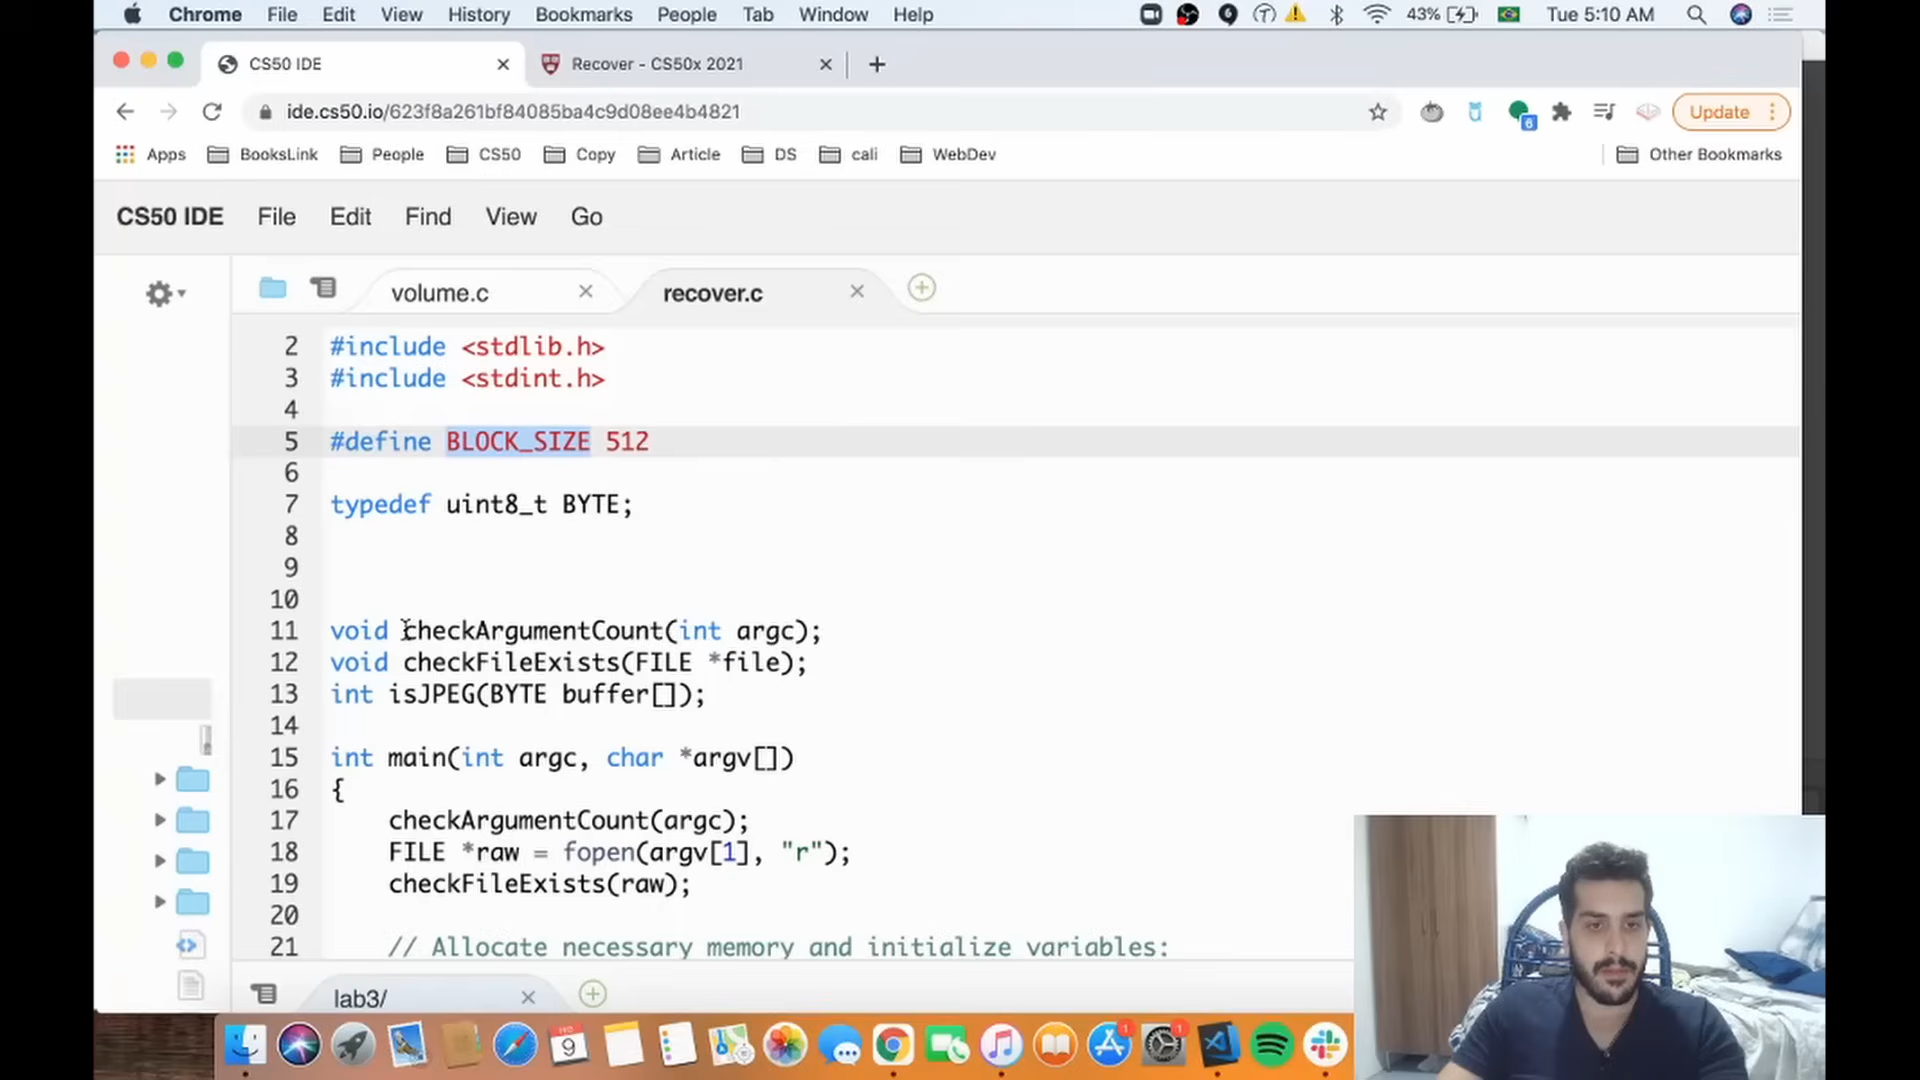 Chrome File Edit View History Bookmarks People Tab Window Help 43% Tue 5:10 AM
CS50 IDE Recover - CS50x 2021
ide.cs50.io/623f8a261bf84085ba4c9d08ee4b4821 6 Update
Apps BooksLink People CS50 Copy Article DS cali WebDev Other Bookmarks
CS50 IDE File Edit Find View Go
volume.c recover.c
2 #include <stdlib.h>
3 #include <stdint.h>
4
5 #define BLOCK_SIZE 512
6
7 typedef uint8_t BYTE;
8
9
10
11 void checkArgumentCount(int argc);
12 void checkFileExists(FILE *file);
13 int isJPEG(BYTE buffer[]);
14
15 int main(int argc, char *argv[])
16 {
17 checkArgumentCount(argc);
18 FILE *raw = fopen(argv[1], "r");
19 checkFileExists(raw);
20
21 // Allocate necessary memory and initialize variables:
lab3/
9 1 1